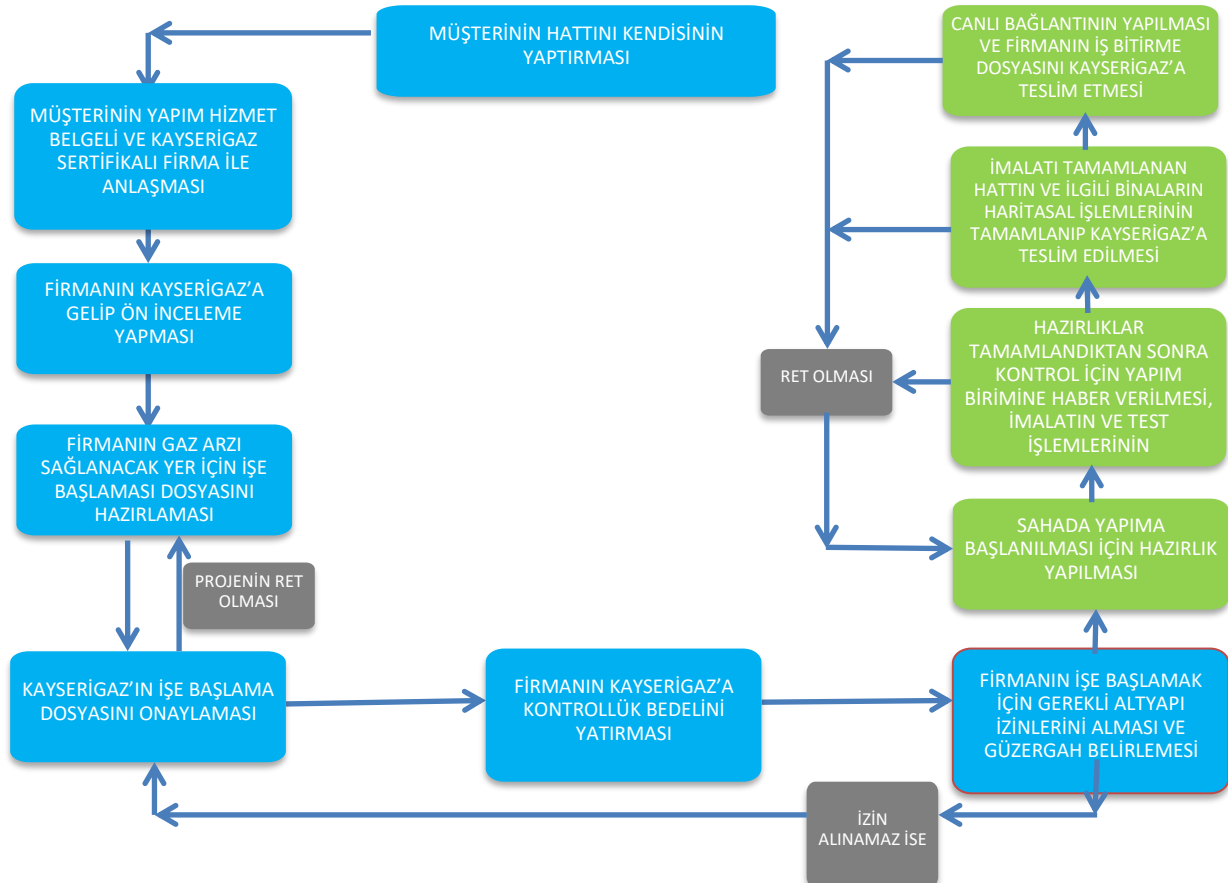 MÜŞTERİNİN HATTINI KENDİSİNİN
YAPTIRMASI
MÜŞTERİNİN YAPIM HİZMET
BELGELİ VE KAYSERİGAZ
SERTİFİKALI FİRMA İLE
ANLAŞMASI
FİRMANIN KAYSERİGAZ’A
GELİP ÖN İNCELEME
YAPMASI
FİRMANIN GAZ ARZI
SAĞLANACAK YER İÇİN İŞE
BAŞLAMASI DOSYASINI
HAZIRLAMASI
PROJENİN RET
OLMASI
KAYSERİGAZ’IN İŞE BAŞLAMA
DOSYASINI ONAYLAMASI
FİRMANIN KAYSERİGAZ’A
KONTROLLÜK BEDELİNİ
YATIRMASI
FİRMANIN İŞE BAŞLAMAK
İÇİN GEREKLİ ALTYAPI
İZİNLERİNİ ALMASI VE
GÜZERGAH BELİRLEMESİ
İZİN
ALINAMAZ İSE
SAHADA YAPIMA
BAŞLANILMASI İÇİN HAZIRLIK
YAPILMASI
HAZIRLIKLAR
TAMAMLANDIKTAN SONRA
KONTROL İÇİN YAPIM
BİRİMİNE HABER VERİLMESİ,
İMALATIN VE TEST
İŞLEMLERİNİN
RET OLMASI
İMALATI TAMAMLANAN
HATTIN VE İLGİLİ BİNALARIN
HARİTASAL İŞLEMLERİNİN
TAMAMLANIP KAYSERİGAZ’A
TESLİM EDİLMESİ
CANLI BAĞLANTININ YAPILMASI
VE FİRMANIN İŞ BİTİRME
DOSYASINI KAYSERİGAZ’A
TESLİM ETMESİ